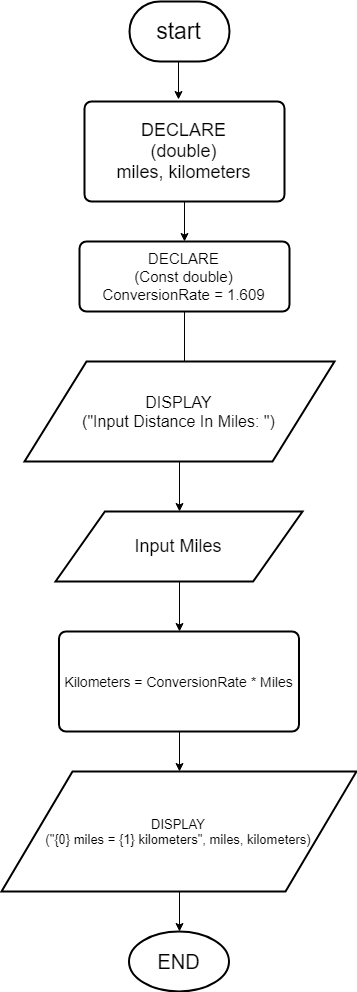 start
DECLARE
(double)
miles, kilometers
DECLARE
(Const double)
ConversionRate = 1.609
DISPLAY
("Input Distance In Miles: ")
Input Miles
Kilometers = ConversionRate * Miles
DISPLAY
("{0} miles = {1} kilometers", miles, kilometers)
END